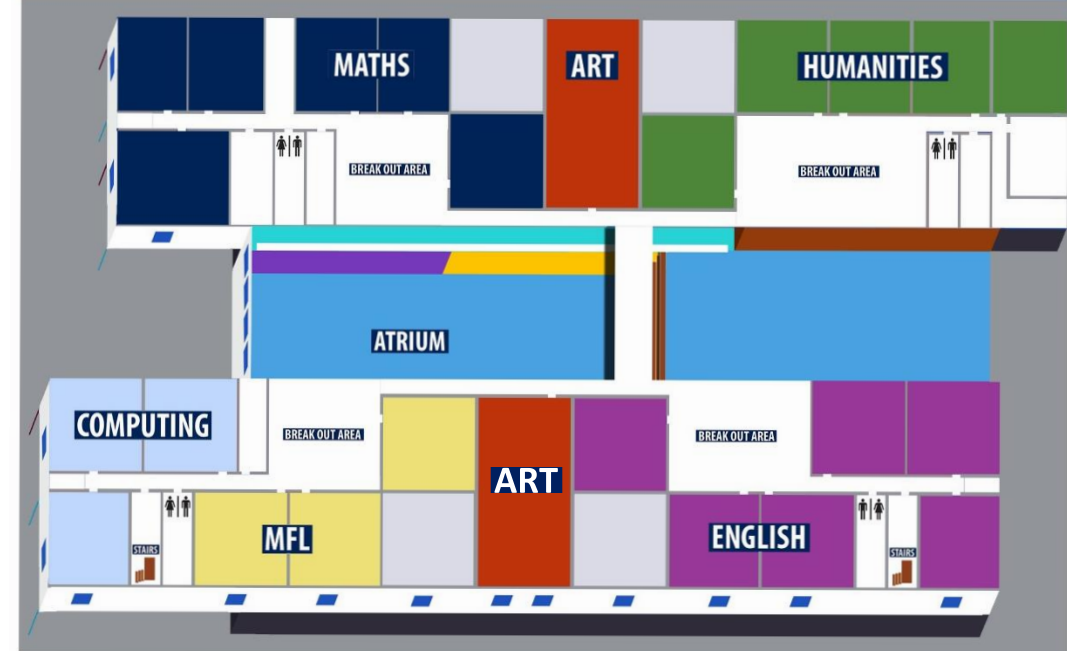 MATHS
ART
HUMANITIES
BREAK OUT AREA
BREAK OUT AREA
ATRIUM
COMPUTING
BREAK OUT AREA
BREAK OUT AREA
ART
MFL
ENGLISH
STAIRS
STAIRS